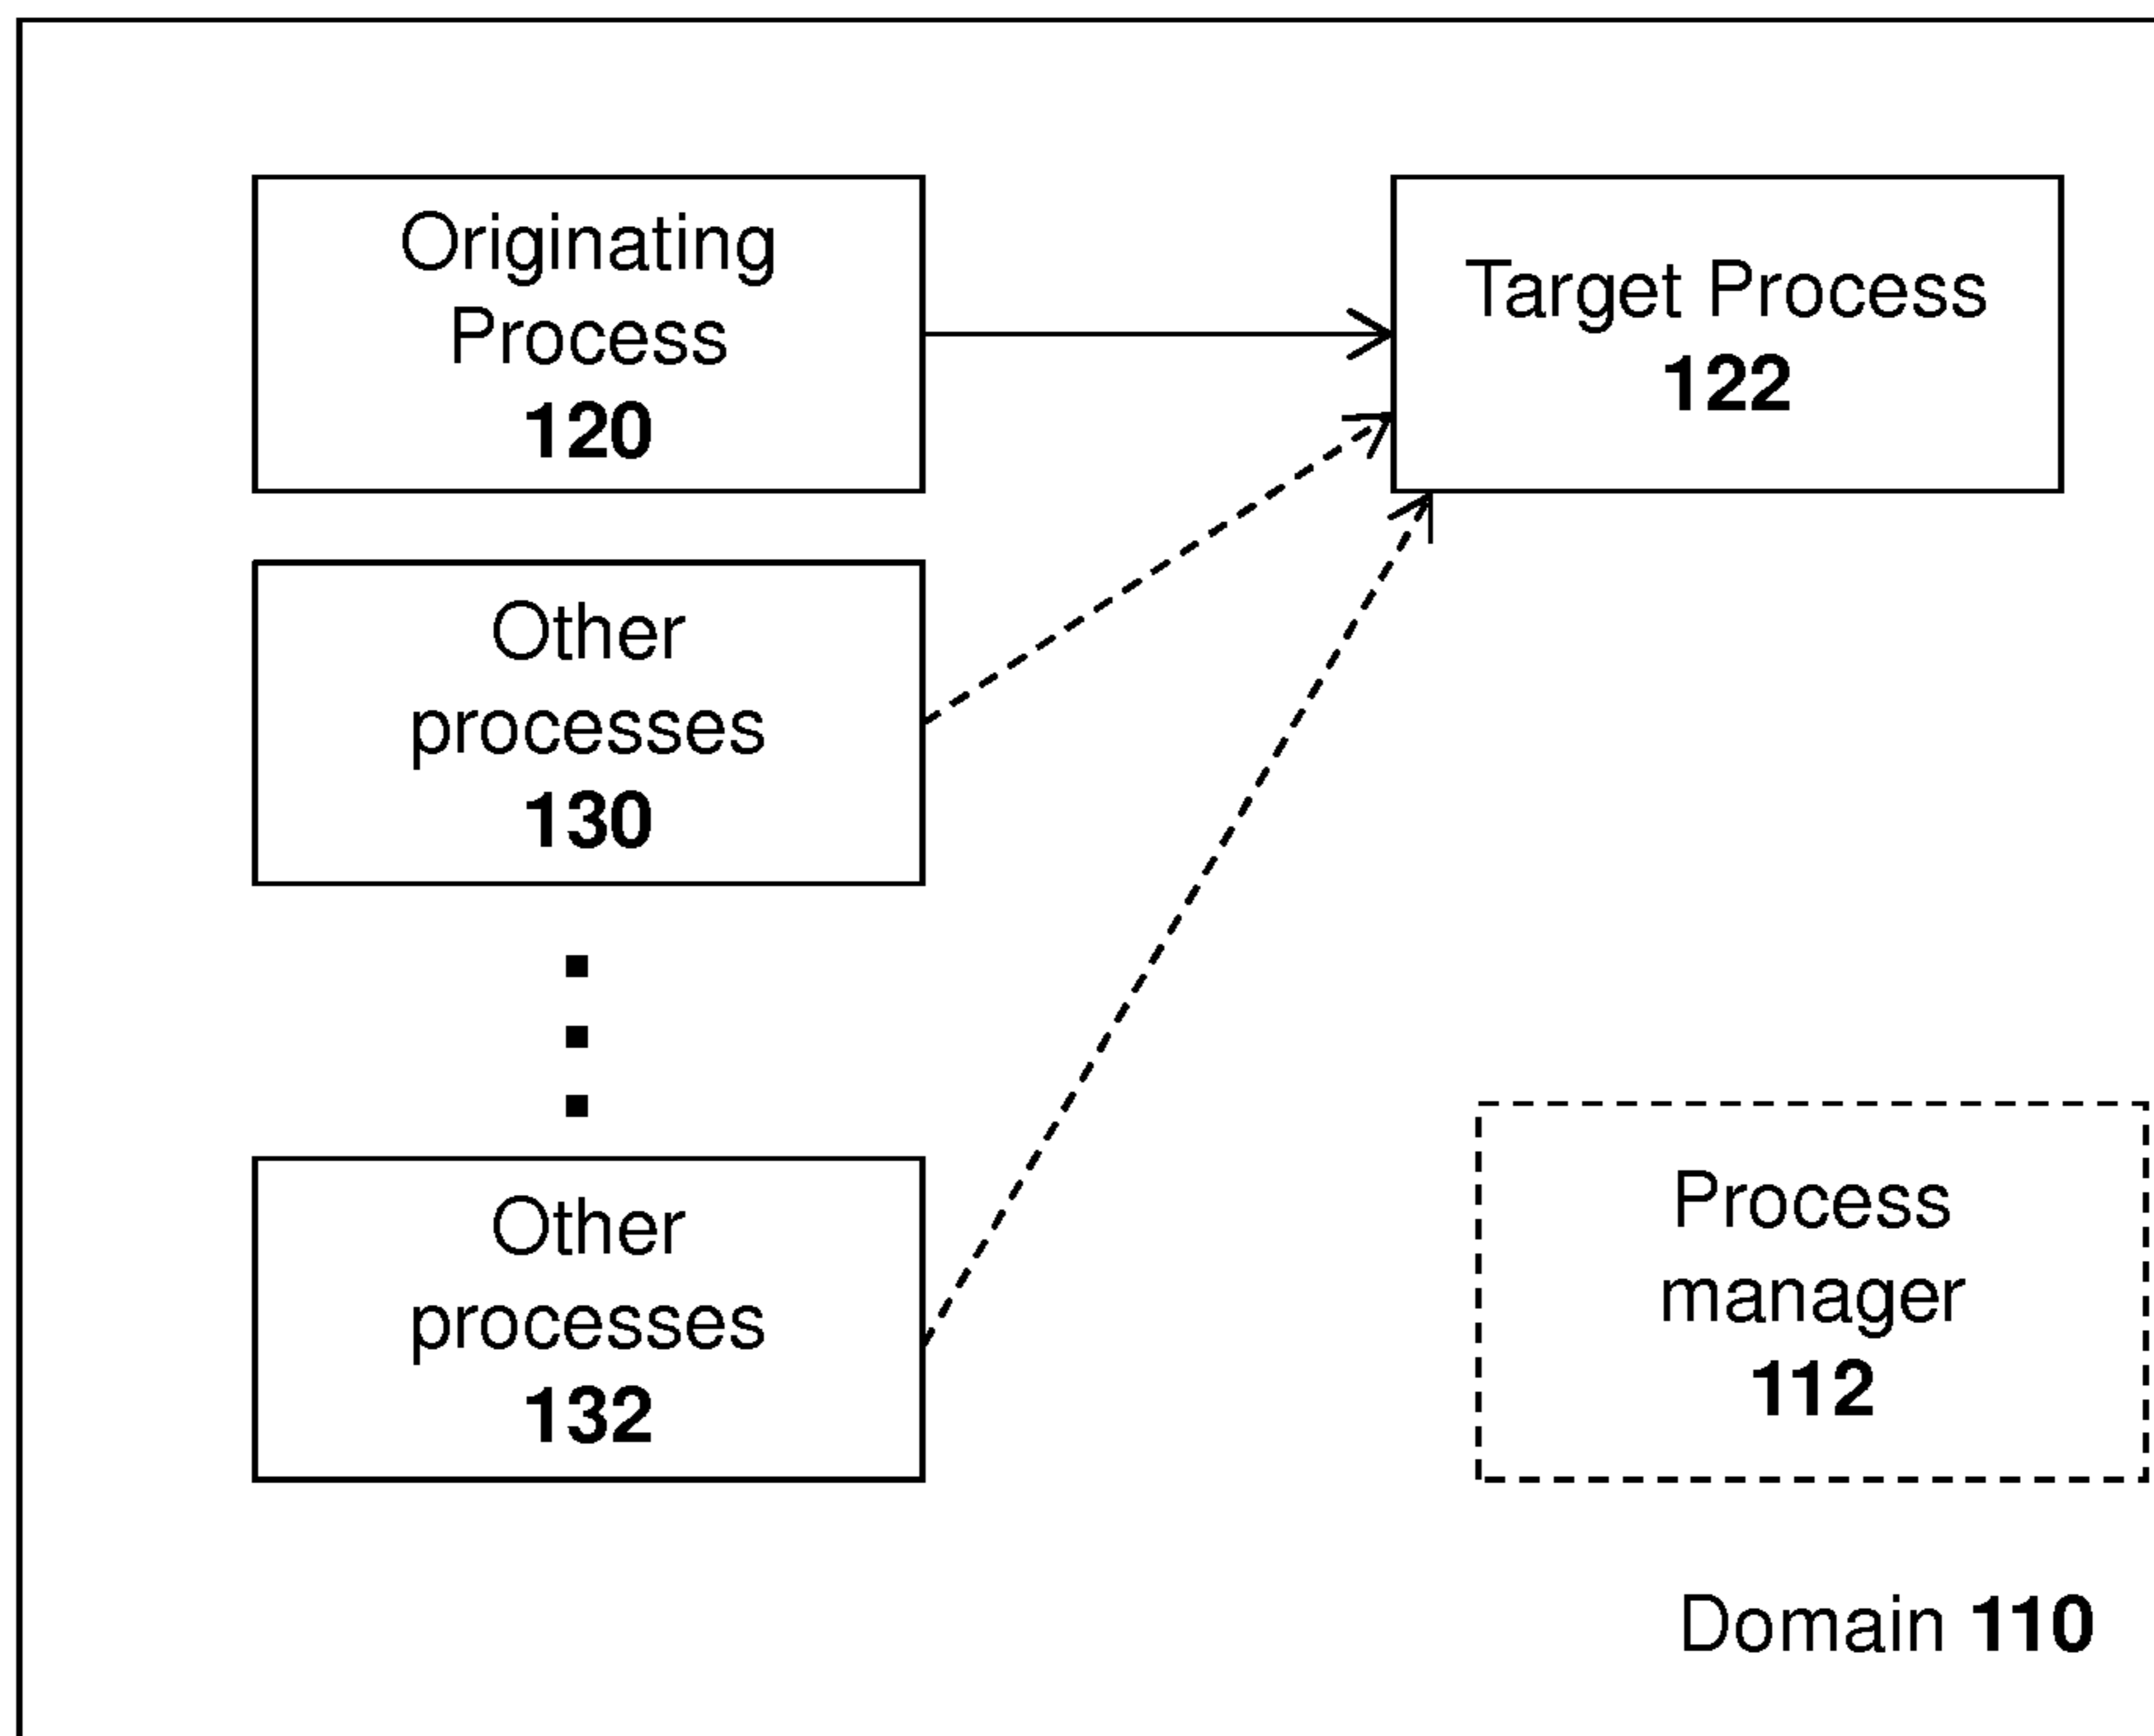 Originating
Process
120
Target Process
122
Other
processes
130
Other
processes
132
Process
manager
112
Domain 110